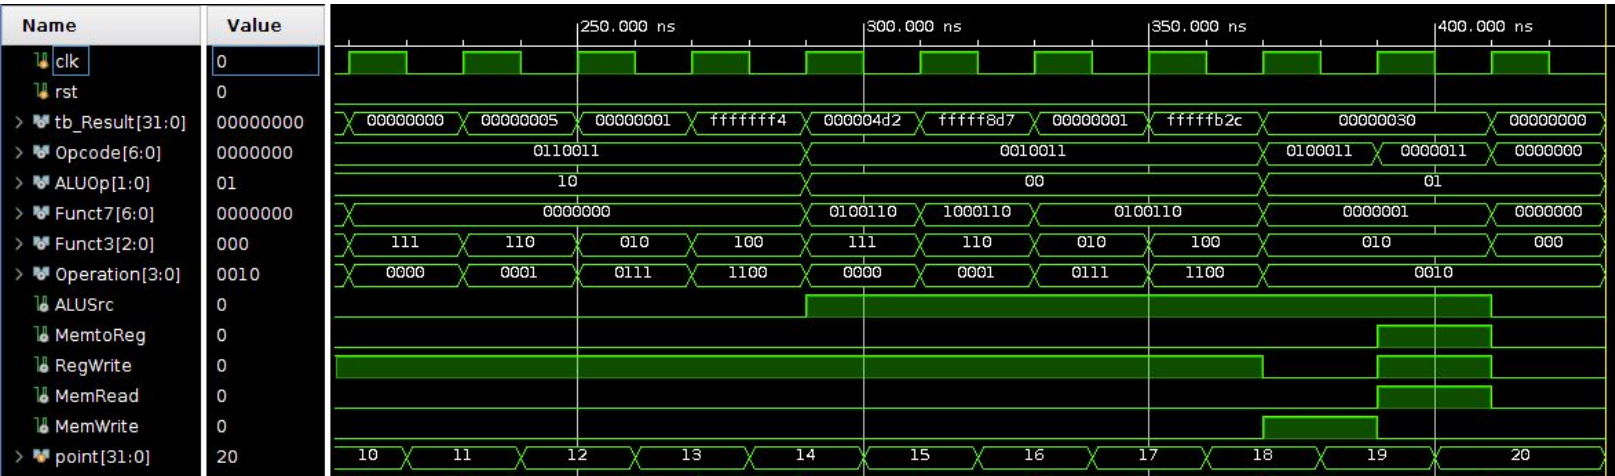 Name Value 250.000 ns 300.000 ns 350.000 ns 400.000 ns
clk 0
rst 0
tb_Result[31:0] 00000000 00000000 00000005 00000001 fffffff4 000004d2 fffff8d7 00000001 fffffb2c 00000030 00000000
Opcode[6:0] 0000000 0110011 0010011 0100011 0000011 0000000
ALUOp[1:0] 01 10 00 01
Funct7[6:0] 0000000 0000000 0100110 1000110 0100110 0000001 0000000
Funct3[2:0] 000 111 110 010 100 111 110 010 100 010 000
Operation[3:0] 0010 0000 0001 0111 1100 0000 0001 0111 1100 0010
ALUSrc 0
MemtoReg 0
RegWrite 0
MemRead 0
MemWrite 0
point[31:0] 20 10 11 12 13 14 15 16 17 18 19 20